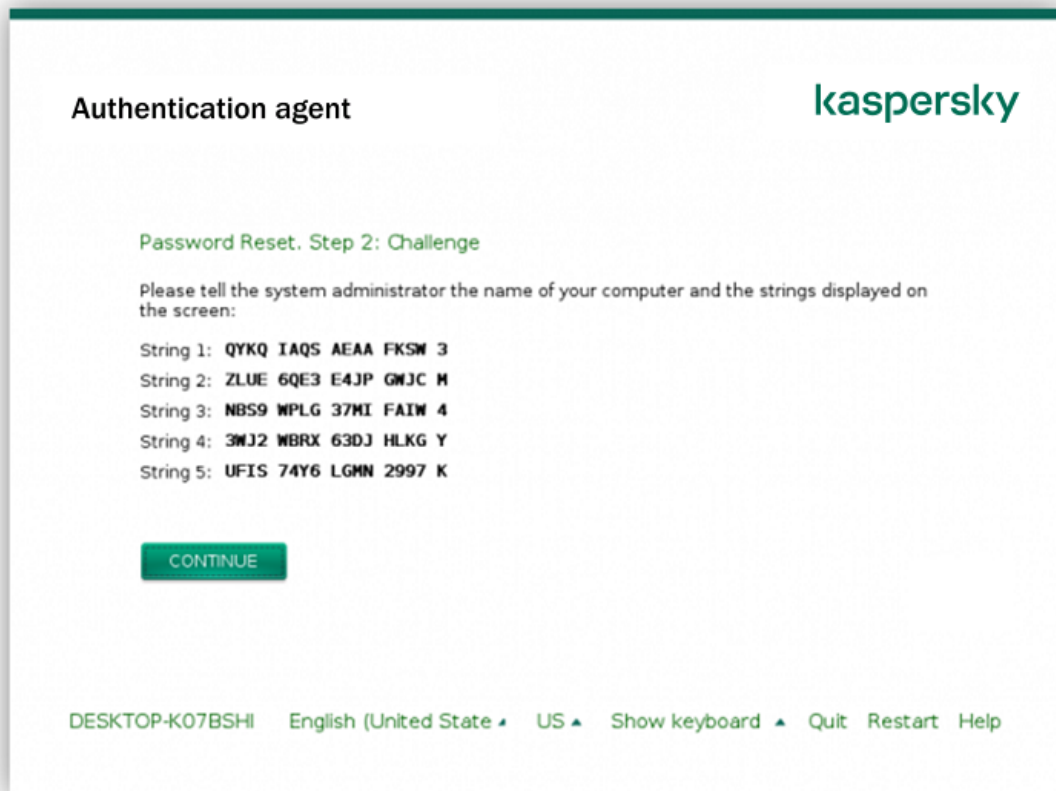 Authentication agent
kaspersky
Password Reset. Step 2: Challenge
Please tell the system administrator the name of your computer and the strings displayed on
the screen:
String 1: QYKQ IAQS AEAA FKSW 3
String 2: ZLUE 6QE3 E4JP GWJC M
String 3: NBS9 WPLG 37MI FAIW 4
String 4: 3WJ2 WBRX 63DJ HLKG Y
String 5: UFIS 74Y6 LGMN 2997 K
CONTINUE
DESKTOP-K07BSHI English (United State US Show keyboard Quit Restart Help